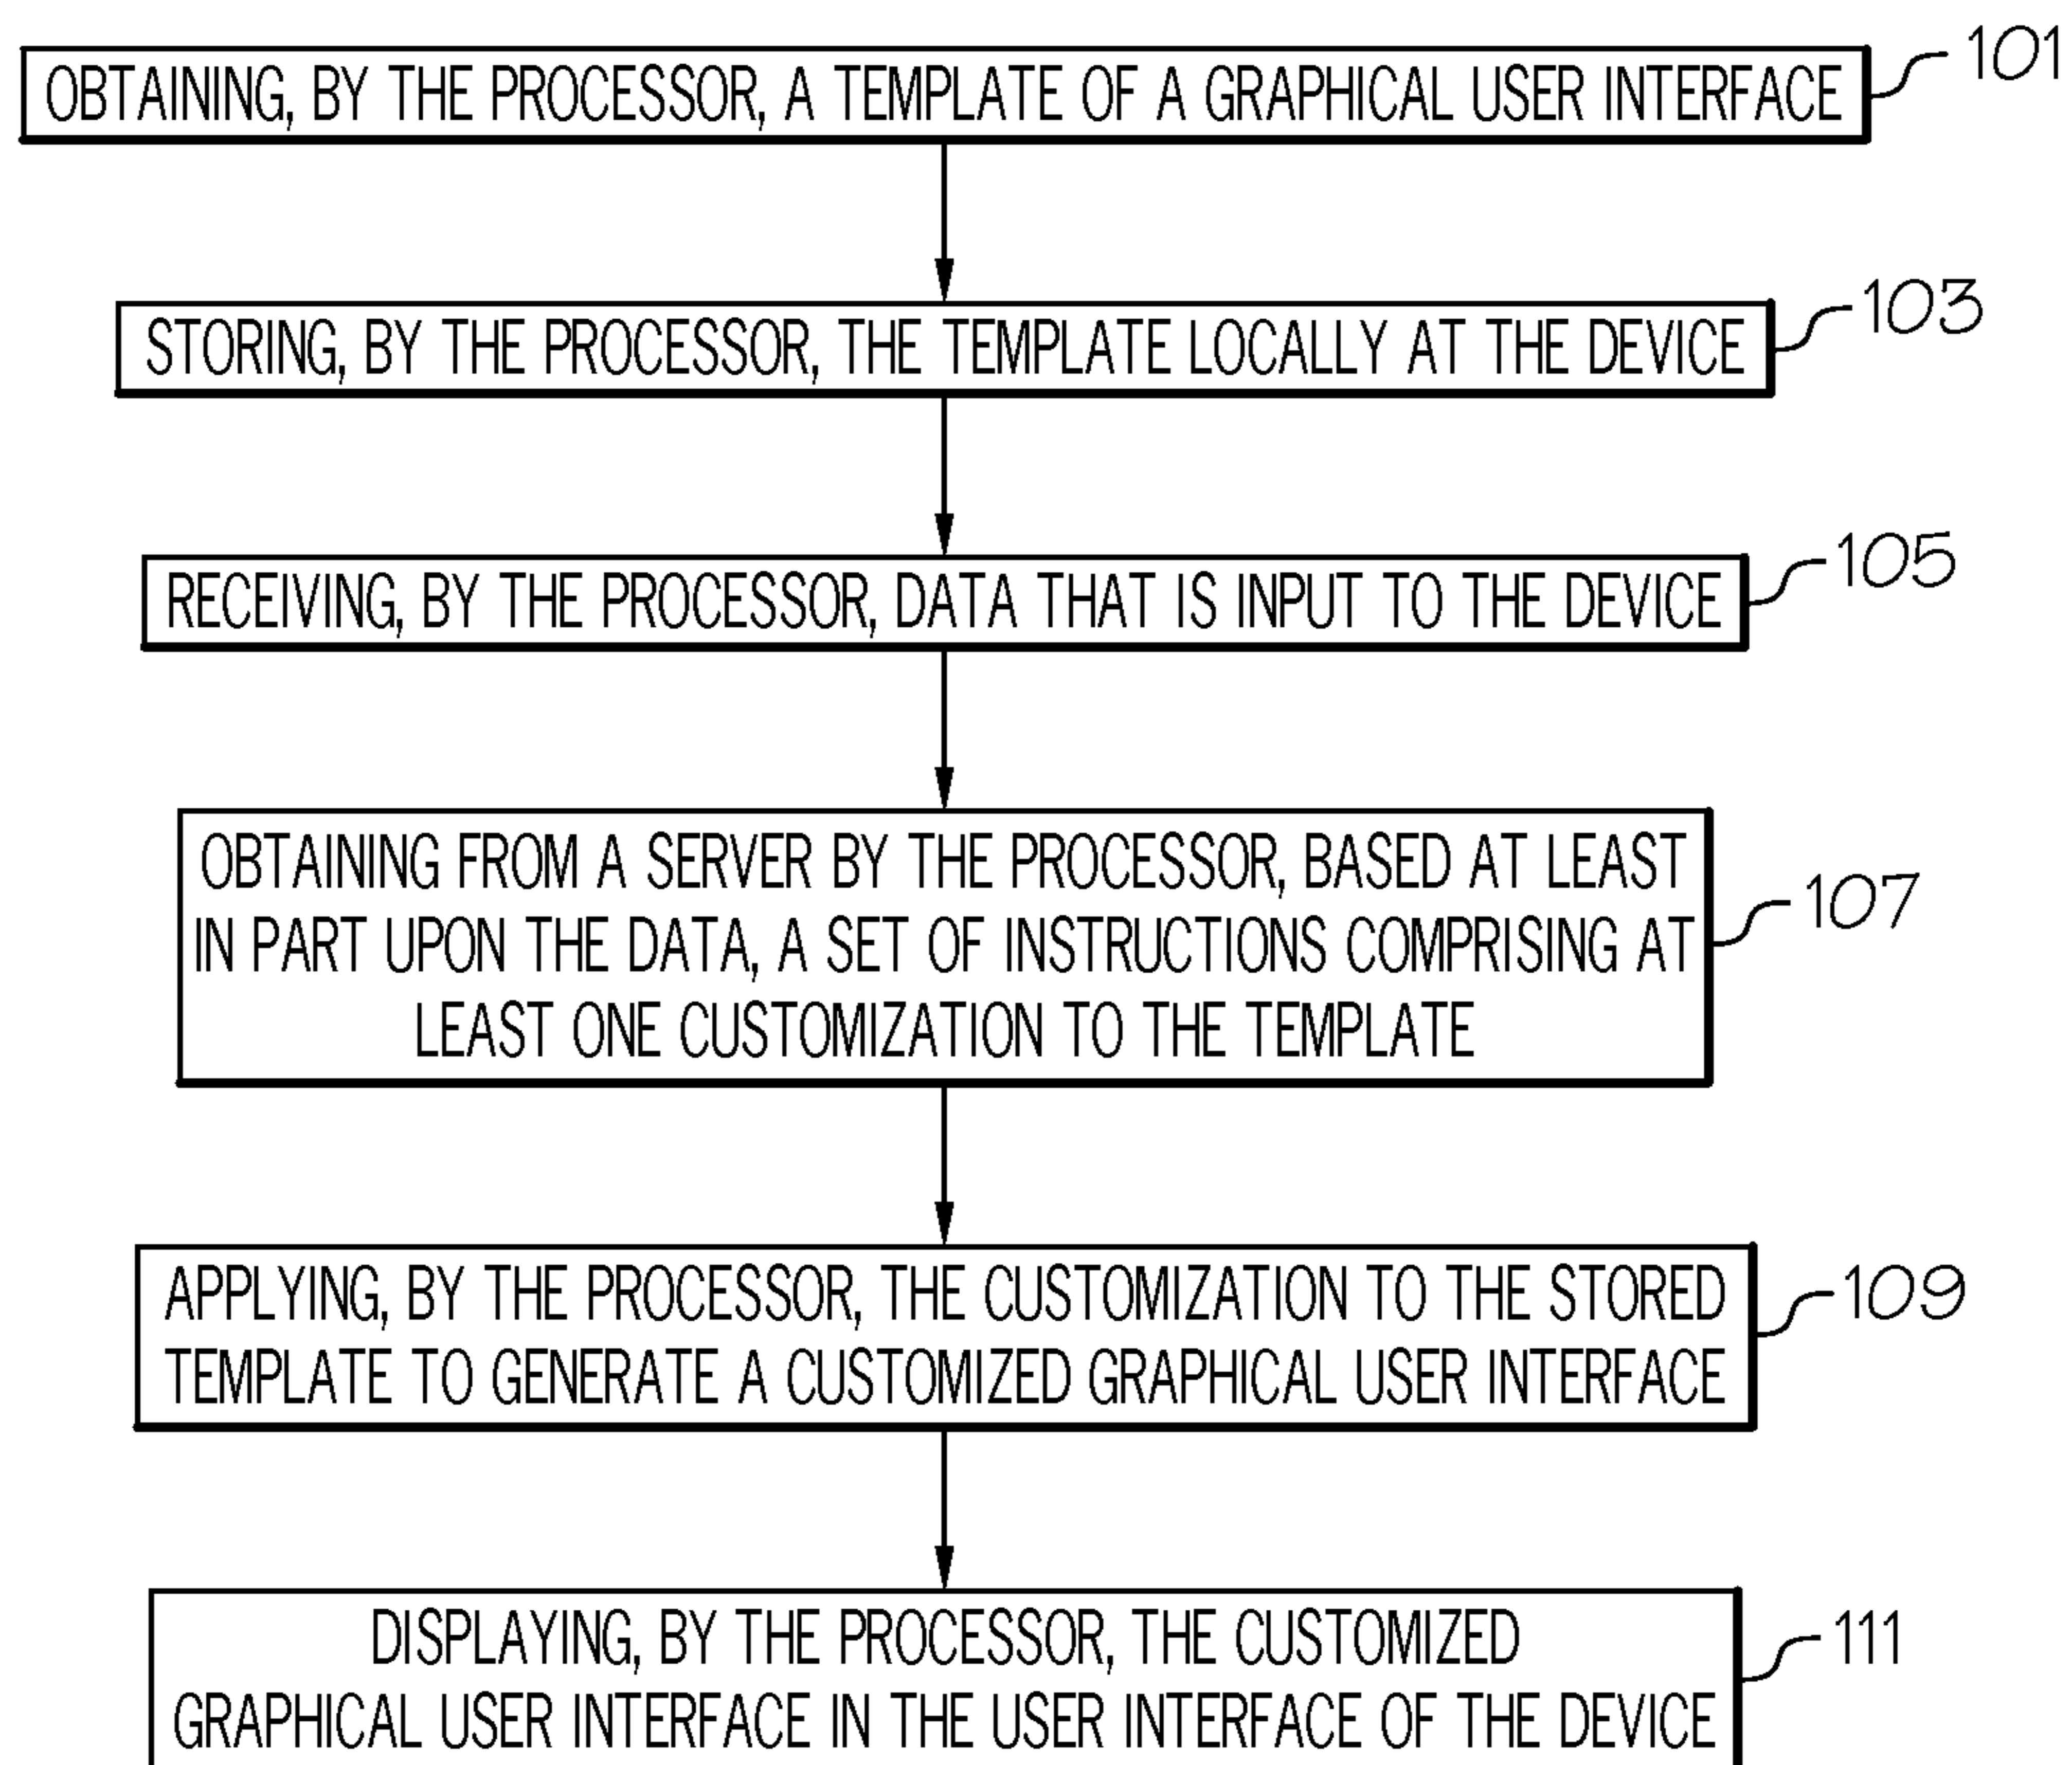 OBTAINING, BY THE PROCESSOR, A TEMPLATE OF A GRAPHICAL USER INTERFACE
101
STORING, BY THE PROCESSOR, THE TEMPLATE LOCALLY AT THE DEVICE
103
RECEIVING, BY THE PROCESSOR, DATA THAT IS INPUT TO THE DEVICE
105
OBTAINING FROM A SERVER BY THE PROCESSOR, BASED AT LEAST
IN PART UPON THE DATA, A SET OF INSTRUCTIONS COMPRISING AT
LEAST ONE CUSTOMIZATION TO THE TEMPLATE
107
APPLYING, BY THE PROCESSOR, THE CUSTOMIZATION TO THE STORED
TEMPLATE TO GENERATE A CUSTOMIZED GRAPHICAL USER INTERFACE
109
DISPLAYING, BY THE PROCESSOR, THE CUSTOMIZED
GRAPHICAL USER INTERFACE IN THE USER INTERFACE OF THE DEVICE
111